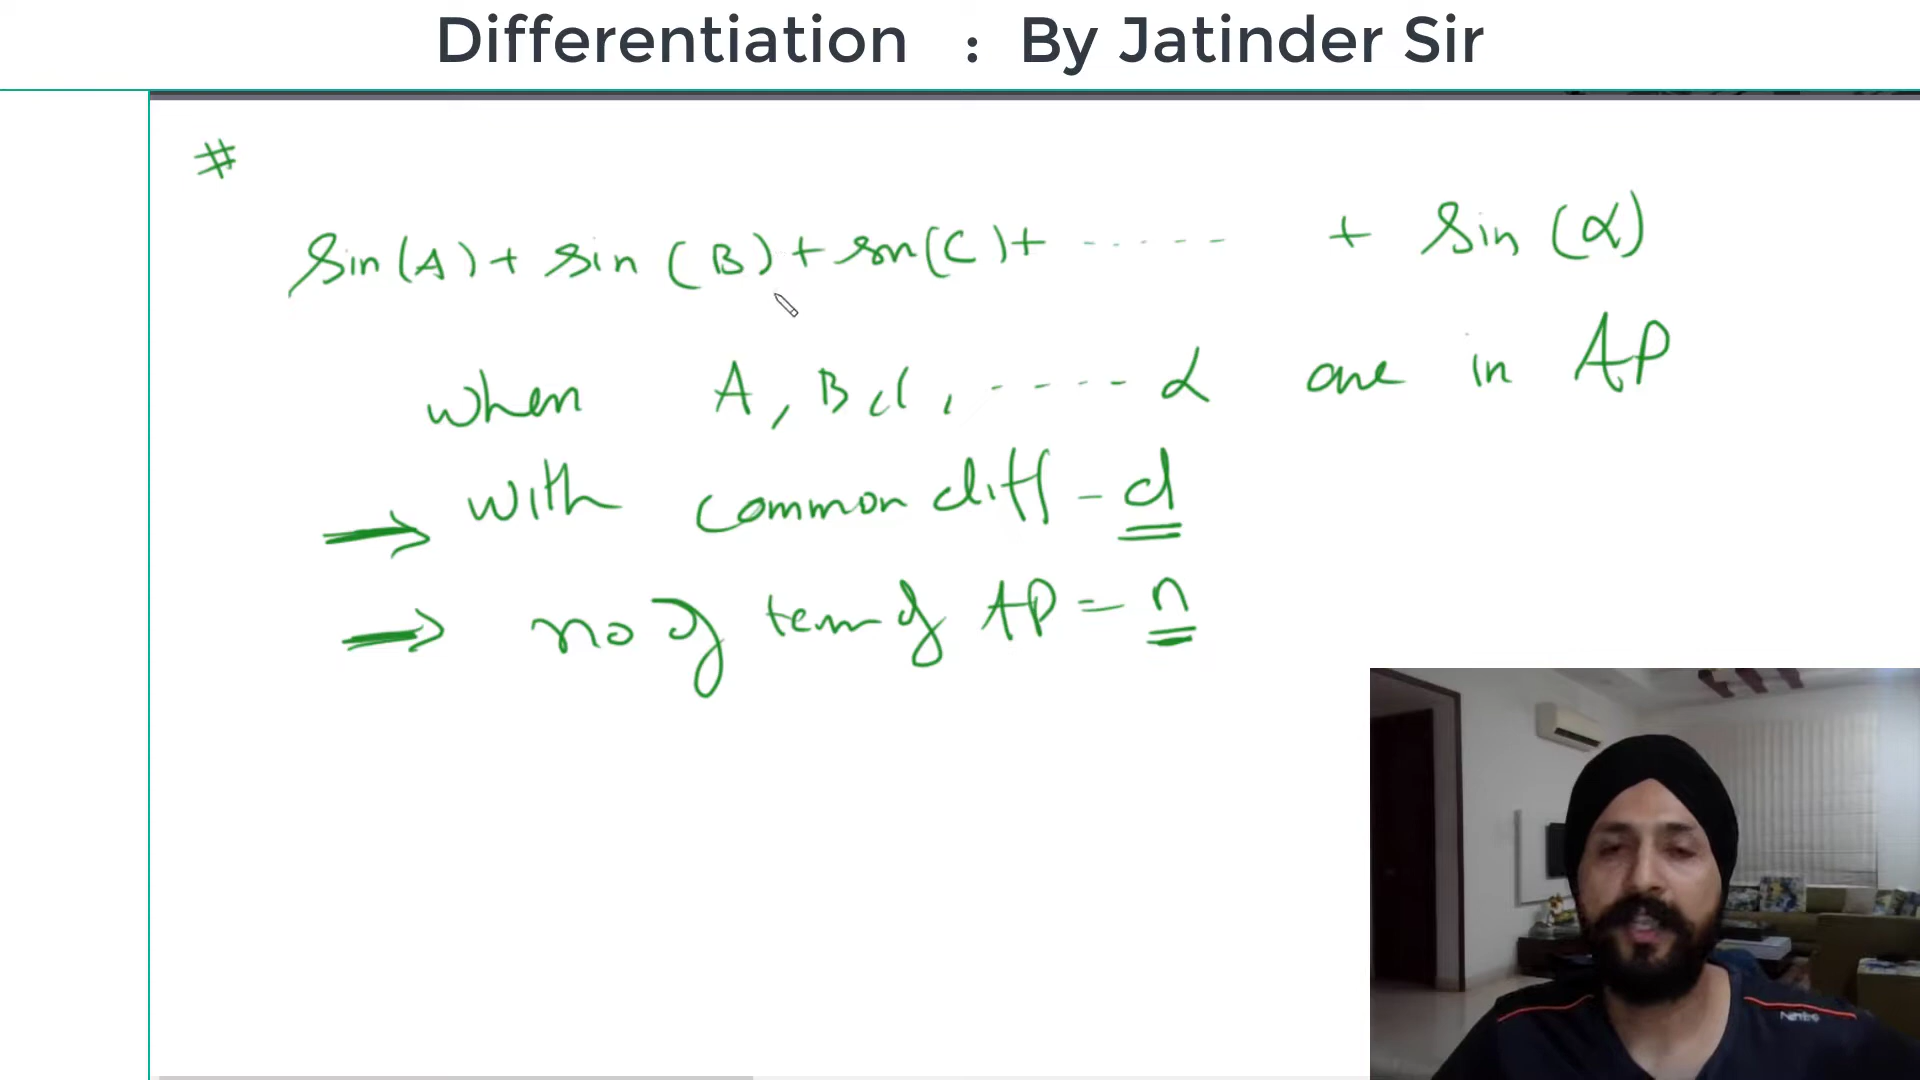 Differentiation : By Jatinder Sir
#
Sin(A) + sin (B) + sin(C) + ------ + Sin (α)
when A, B, C, ----- α are in AP
⇒ with common diff - d
⇒ no of term of AP = n